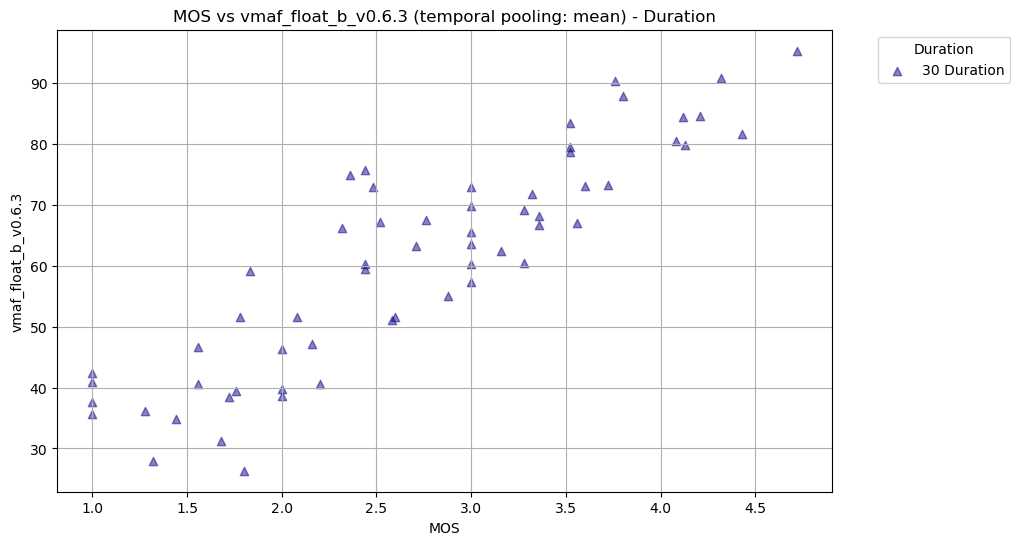 MOS vs vmaf_float_b_v0.6.3 (temporal pooling: mean) - Duration
Duration
30 Duration
vmaf_float_b_v0.6.3
90
80
70
60
50
40
30
1.0 1.5 2.0 2.5 3.0 3.5 4.0 4.5
MOS